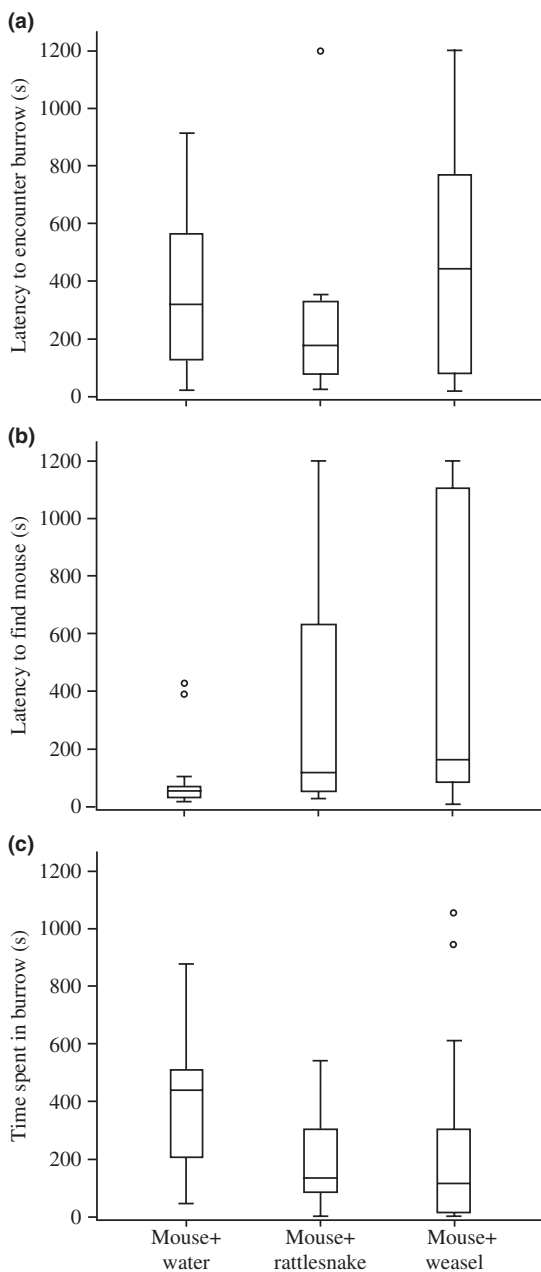 (a)
1200
1000
800
600
400
200
0
Latency to encounter burrow (s)
(b)
1200
1000
800
600
400
200
0
Latency to find mouse (s)
(c)
1200
1000
800
600
400
200
0
Time spent in burrow (s)
Mouse+
water
Mouse+
rattlesnake
Mouse+
weasel